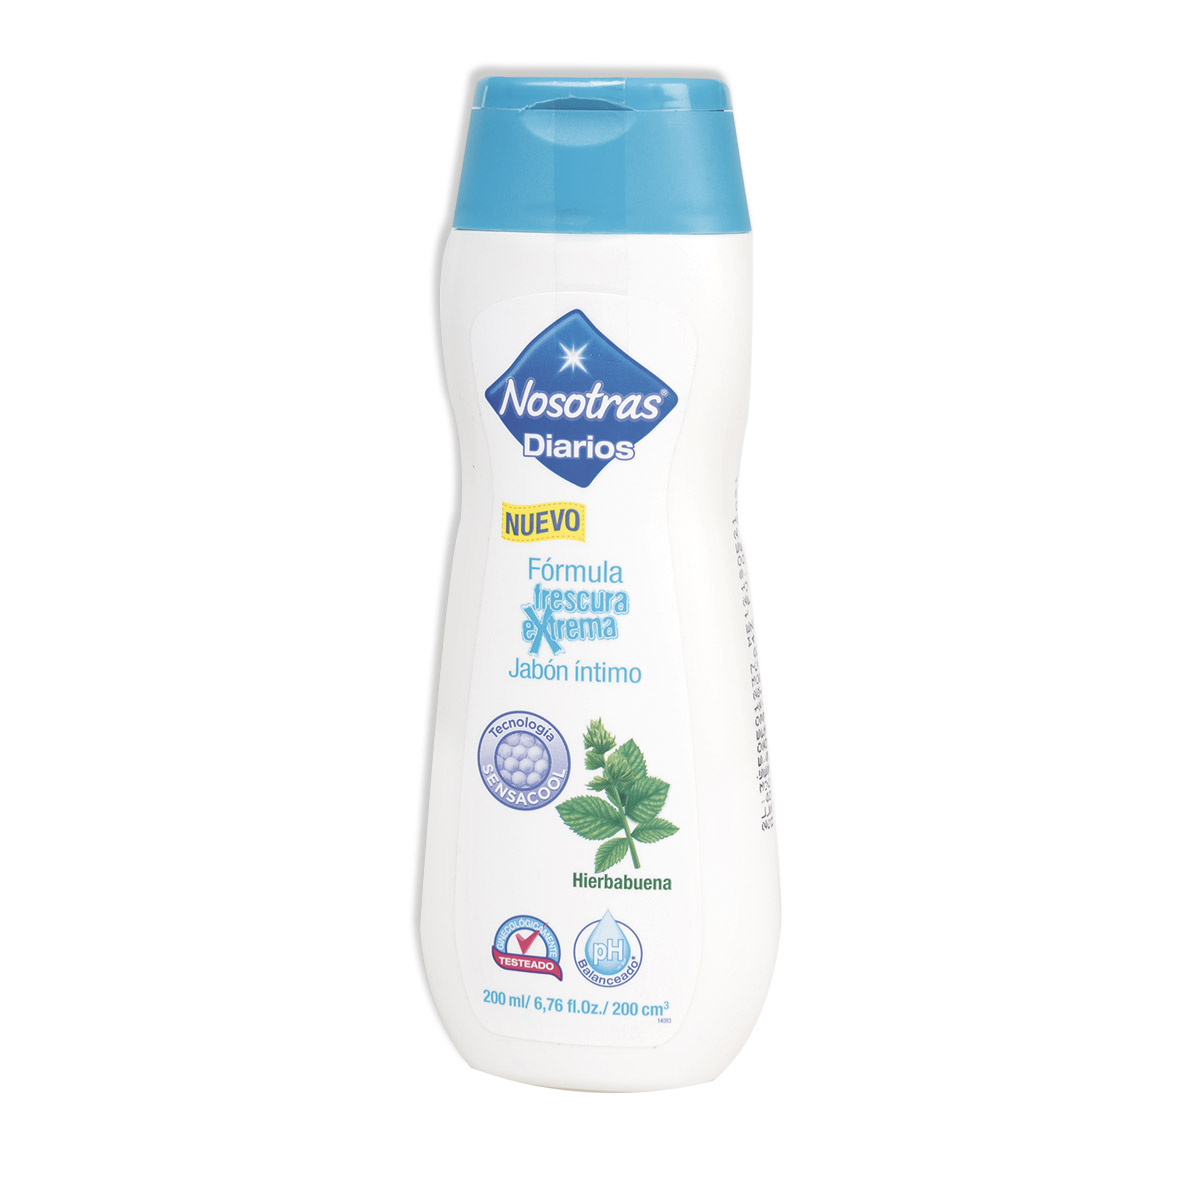 Nosotras®
Diarios
NUEVO
Fórmula
frescura
eXtrema
Jabón íntimo
Tecnología
SENSACOOL
Hierbabuena
GINECOLÓGICAMENTE
TESTEADO
pH
Balanceado*
200 ml/ 6,76 fl.Oz./ 200 cm³